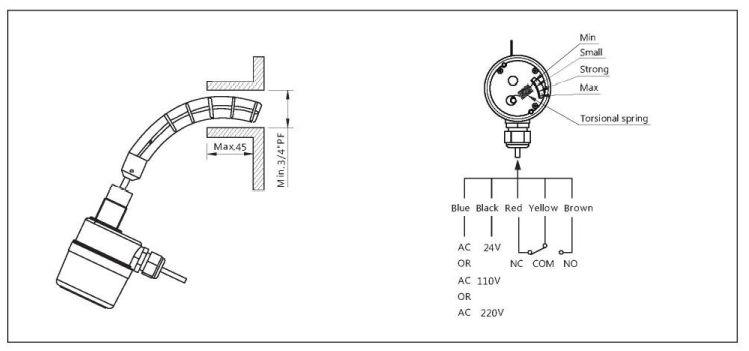 Max.45
Min.3/4"PF
Min
Small
Strong
Max
Torsional spring
Blue Black Red Yellow Brown
AC 24V
OR
NC COM NO
AC 110V
OR
AC 220V